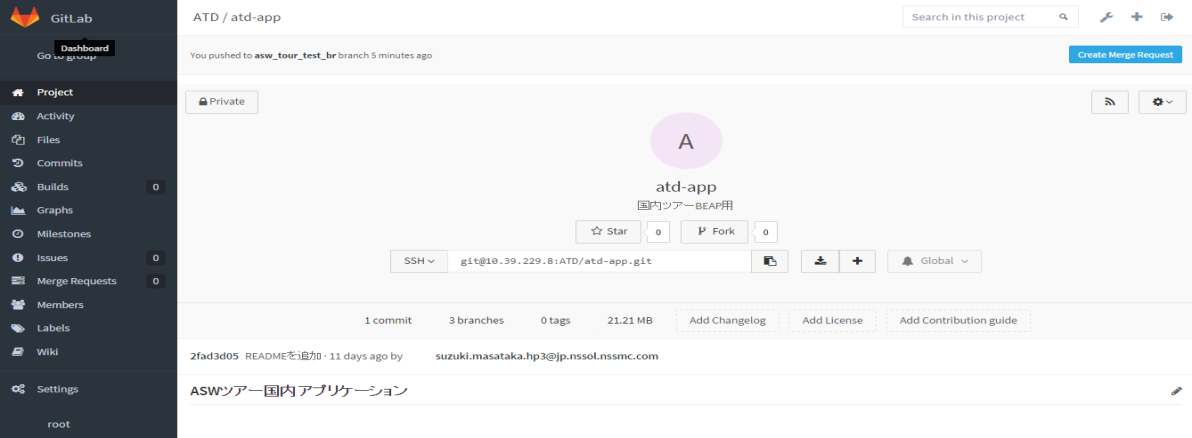 GitLab
ATD / atd-app
Search in this project
Dashboard
Go to group
You pushed to asw_tour_test_br branch 5 minutes ago
Create Merge Request
Project
Activity
Files
Commits
Builds 0
Graphs
Milestones
Issues 0
Merge Requests 0
Members
Labels
Wiki
Settings
root
Private
A
atd-app
国内ツアーBEAP用
Star 0 Fork 0
SSH git@10.39.229.8:ATD/atd-app.git Global
1 commit 3 branches 0 tags 21.21 MB Add Changelog Add License Add Contribution guide
2fad3d05 READMEを追加 · 11 days ago by suzuki.masataka.hp3@jp.nssol.nssmc.com
ASWツアー国内アプリケーション